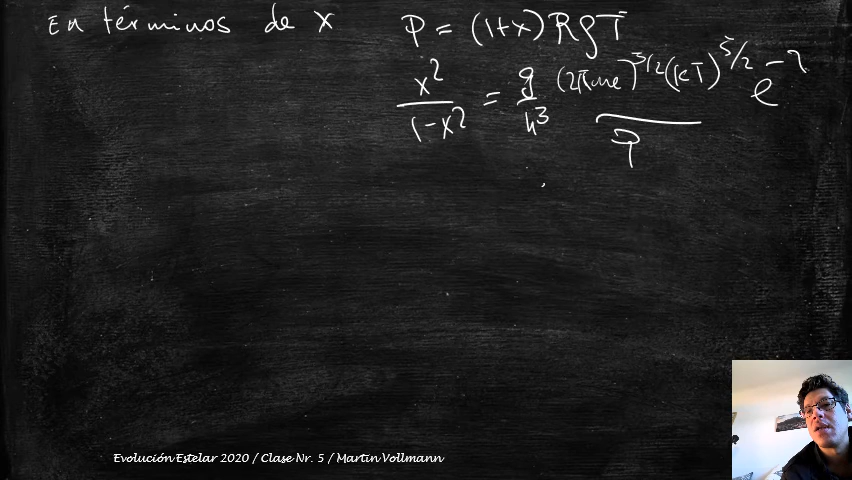 En términos de x P = (1+x) RρT
x² / 1-x² = g / h³ (2πme)^3/2 (kT)^5/2 / P e^-
Evolución Estelar 2020 / Clase Nr. 5 / Martin Vollmann